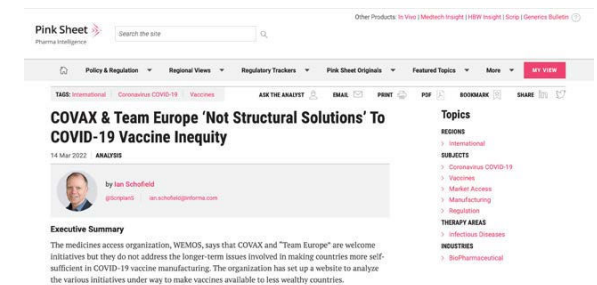 Other Products: In Vivo | Medtech Insight | HBW Insight | Scrip | Generics Bulletin
Pink Sheet
Pharma Intelligence
Search the site
Policy & Regulation
Regional Views
Regulatory Trackers
Pink Sheet Originals
Featured Topics
More
MY VIEW
TAGS: International Coronavirus COVID-19 Vaccines
ASK THE ANALYST EMAIL PRINT PDF BOOKMARK SHARE
COVAX & Team Europe ‘Not Structural Solutions’ To
COVID-19 Vaccine Inequity
14 Mar 2022 ANALYSIS
by Ian Schofield
@ScriptianS ian.schofield@informa.com
Executive Summary
The medicines access organization, WEMOS, says that COVAX and “Team Europe” are welcome
initiatives but they do not address the longer-term issues involved in making countries more self-
sufficient in COVID-19 vaccine manufacturing. The organization has set up a website to analyze
the various initiatives under way to make vaccines available to less wealthy countries.
Topics
REGIONS
International
SUBJECTS
Coronavirus COVID-19
Vaccines
Market Access
Manufacturing
Regulation
THERAPY AREAS
Infectious Diseases
INDUSTRIES
BioPharmaceutical